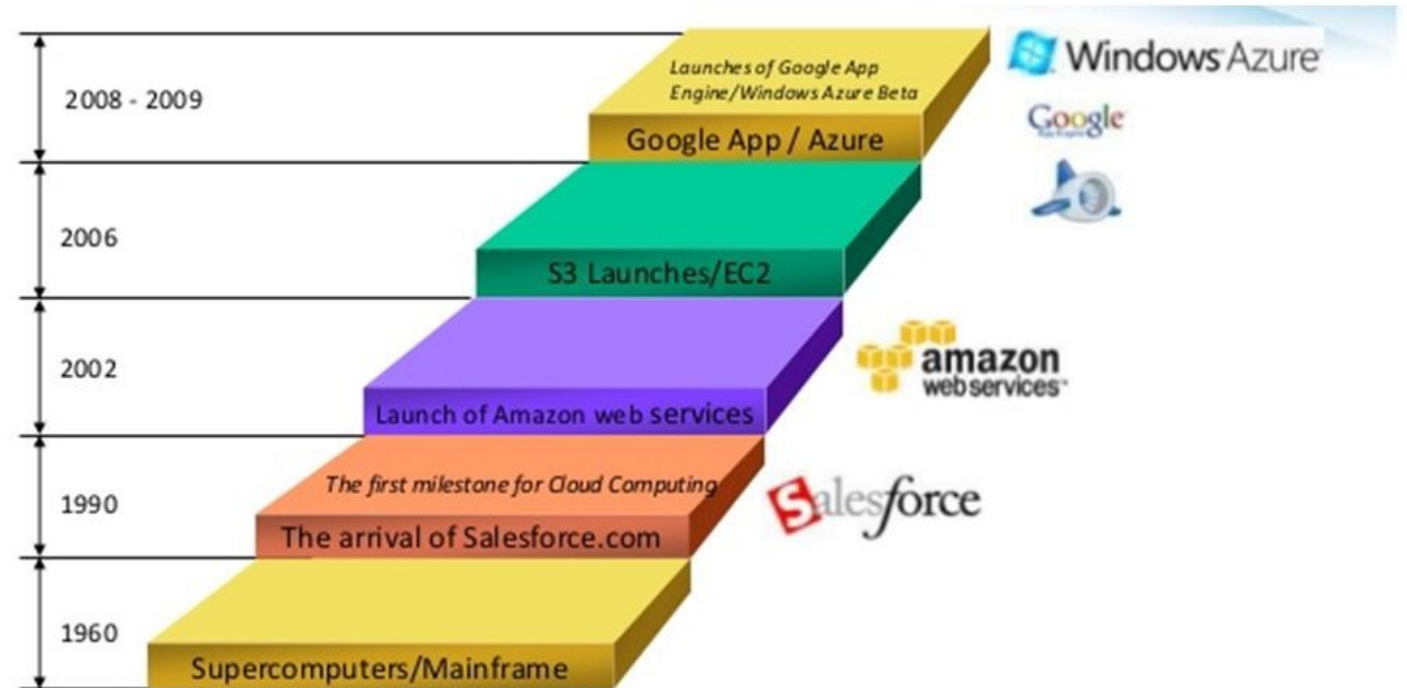 2008 - 2009
Launches of Google App
Engine/Windows Azure Beta
Google App / Azure
Windows Azure
Google
2006
S3 Launches/EC2
2002
Launch of Amazon web services
amazon
web services™
1990
The first milestone for Cloud Computing
The arrival of Salesforce.com
Salesforce
1960
Supercomputers/Mainframe